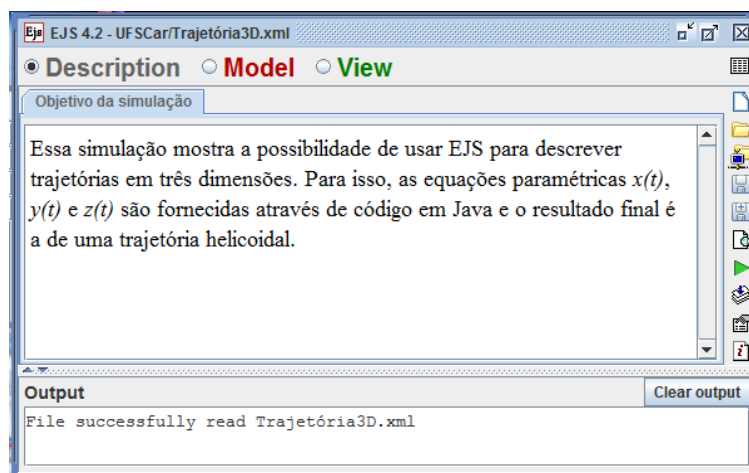 Ejs EJS 4.2 - UFSCar/Trajetória3D.xml
Description Model View
Objetivo da simulação
Essa simulação mostra a possibilidade de usar EJS para descrever
trajetórias em três dimensões. Para isso, as equações paramétricas x(t),
y(t) e z(t) são fornecidas através de código em Java e o resultado final é
a de uma trajetória helicoidal.
Output
Clear output
File successfully read Trajetória3D.xml